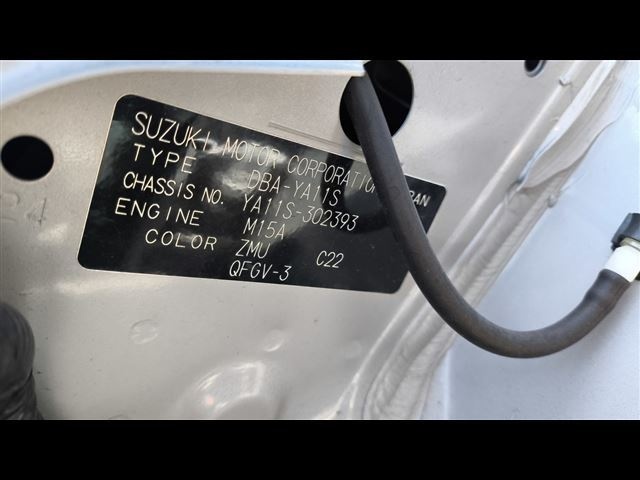 SUZUKI MOTOR CORPORATION
TYPE DBA-YA11S
CHASSIS NO. YA11S-302393
ENGINE M15A
COLOR ZMU C22
QFGV-3